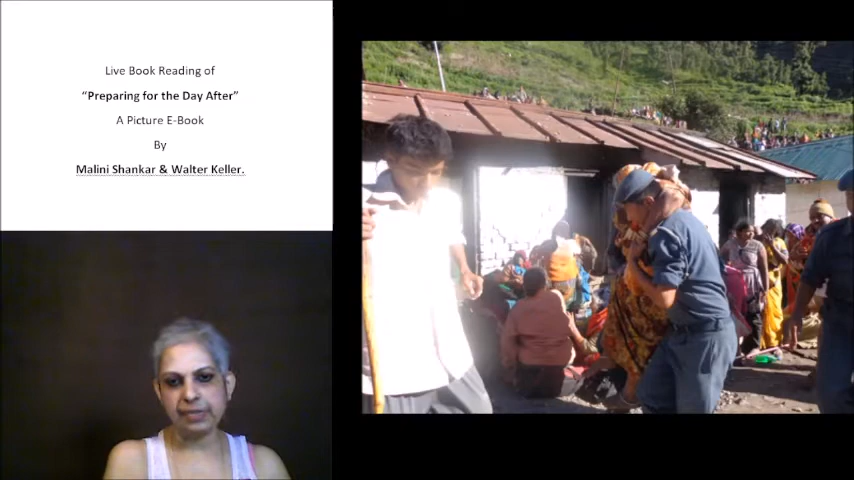 Live Book Reading of
“Preparing for the Day After”
A Picture E-Book
By
Malini Shankar & Walter Keller.